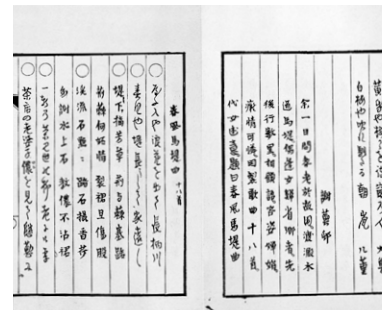 謝蕪邨
余一日問耆老於故園渡澱水
過馬堤偶逢女歸省郷者先
後行數里相顧語容姿嬋娟
癡情可憐因製歌曲十八首
代女述意題曰春風馬堤曲
春風馬堤曲 十八首
○やぶ入や浪花を出て長柄川
○春風や堤長うして家遠し
○堤下摘芳草 荊与蕀塞路
荊蕀何妬情 裂裙且傷股
○渓流石點々 踏石撮香芹
多謝水上石 教儂不沾裙
○一軒の茶見世の柳老にけり
○茶店の老婆子儂を見て慇懃に